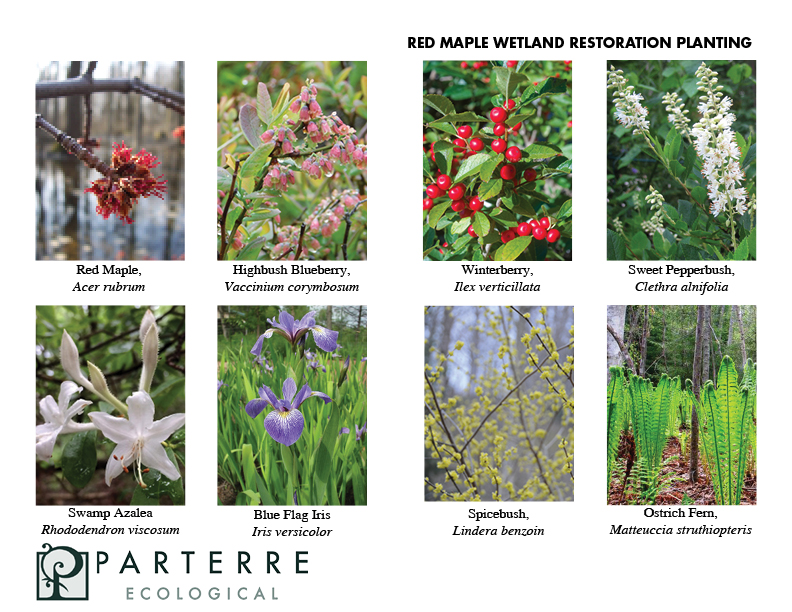 RED MAPLE WETLAND RESTORATION PLANTING
Red Maple,
Acer rubrum
Highbush Blueberry,
Vaccinium corymbosum
Winterberry,
Ilex verticillata
Sweet Pepperbush,
Clethra alnifolia
Swamp Azalea
Rhododendron viscosum
Blue Flag Iris
Iris versicolor
Spicebush,
Lindera benzoin
Ostrich Fern,
Matteuccia struthiopteris
PARTERRE
ECOLOGICAL